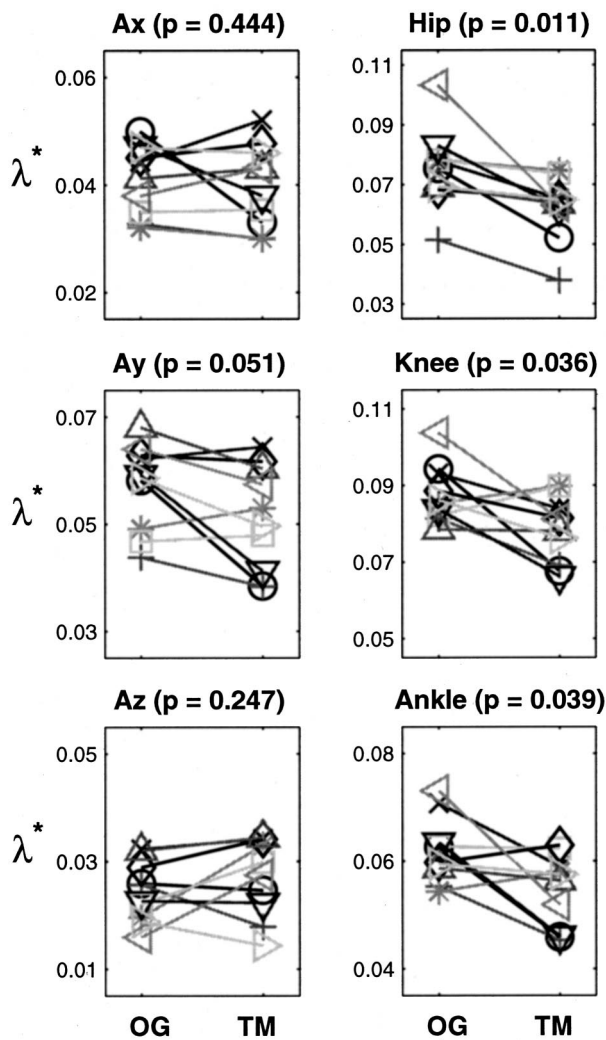 Ax (p = 0.444)
0.06
0.04
0.02
λ*
Hip (p = 0.011)
0.11
0.09
0.07
0.05
0.03
Ay (p = 0.051)
0.07
0.05
0.03
λ*
Knee (p = 0.036)
0.11
0.09
0.07
0.05
Az (p = 0.247)
0.05
0.03
0.01
λ*
OG TM
Ankle (p = 0.039)
0.08
0.06
0.04
OG TM